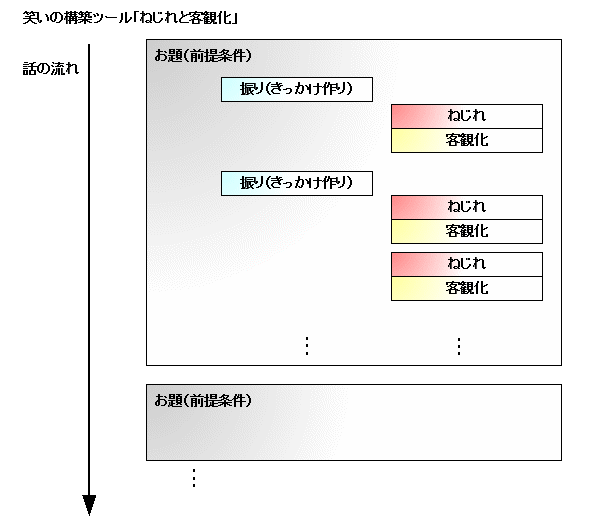 笑いの構築ツール「ねじれと客観化」
話の流れ
お題(前提条件)
振り(きっかけ作り)
ねじれ
客観化
振り(きっかけ作り)
ねじれ
客観化
ねじれ
客観化
お題(前提条件)